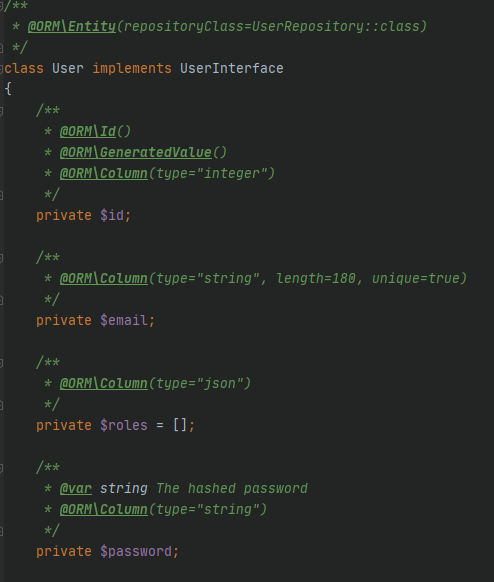 /**
 * @ORM\Entity(repositoryClass=UserRepository::class)
 */
class User implements UserInterface
{
    /**
     * @ORM\Id()
     * @ORM\GeneratedValue()
     * @ORM\Column(type="integer")
     */
    private $id;

    /**
     * @ORM\Column(type="string", length=180, unique=true)
     */
    private $email;

    /**
     * @ORM\Column(type="json")
     */
    private $roles = [];

    /**
     * @var string The hashed password
     * @ORM\Column(type="string")
     */
    private $password;